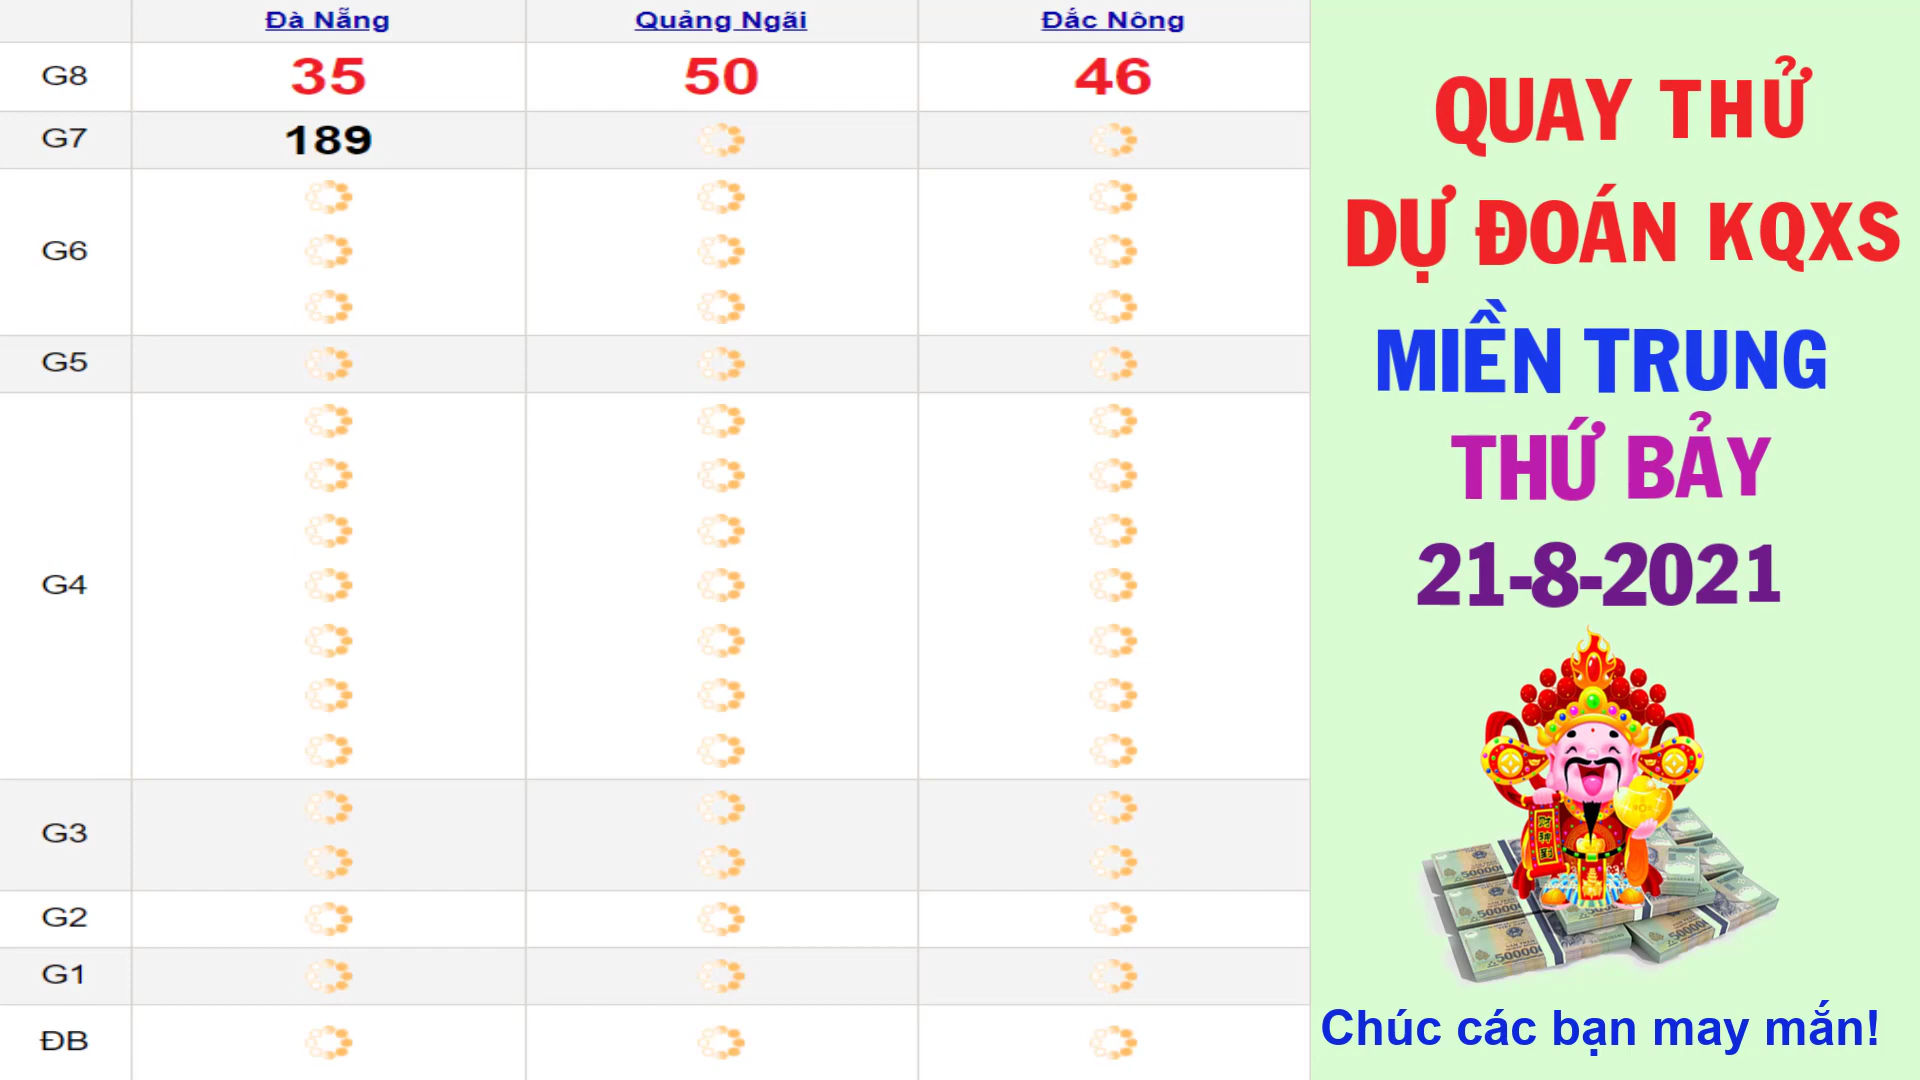 Đà Nẵng Quảng Ngãi Đắc Nông
G8 35 50 46
G7 189
G6
G5
G4
G3
G2
G1
ĐB
QUAY THỬ
DỰ ĐOÁN KQXS
MIỀN TRUNG
THỨ BẢY
21-8-2021
Chúc các bạn may mắn!